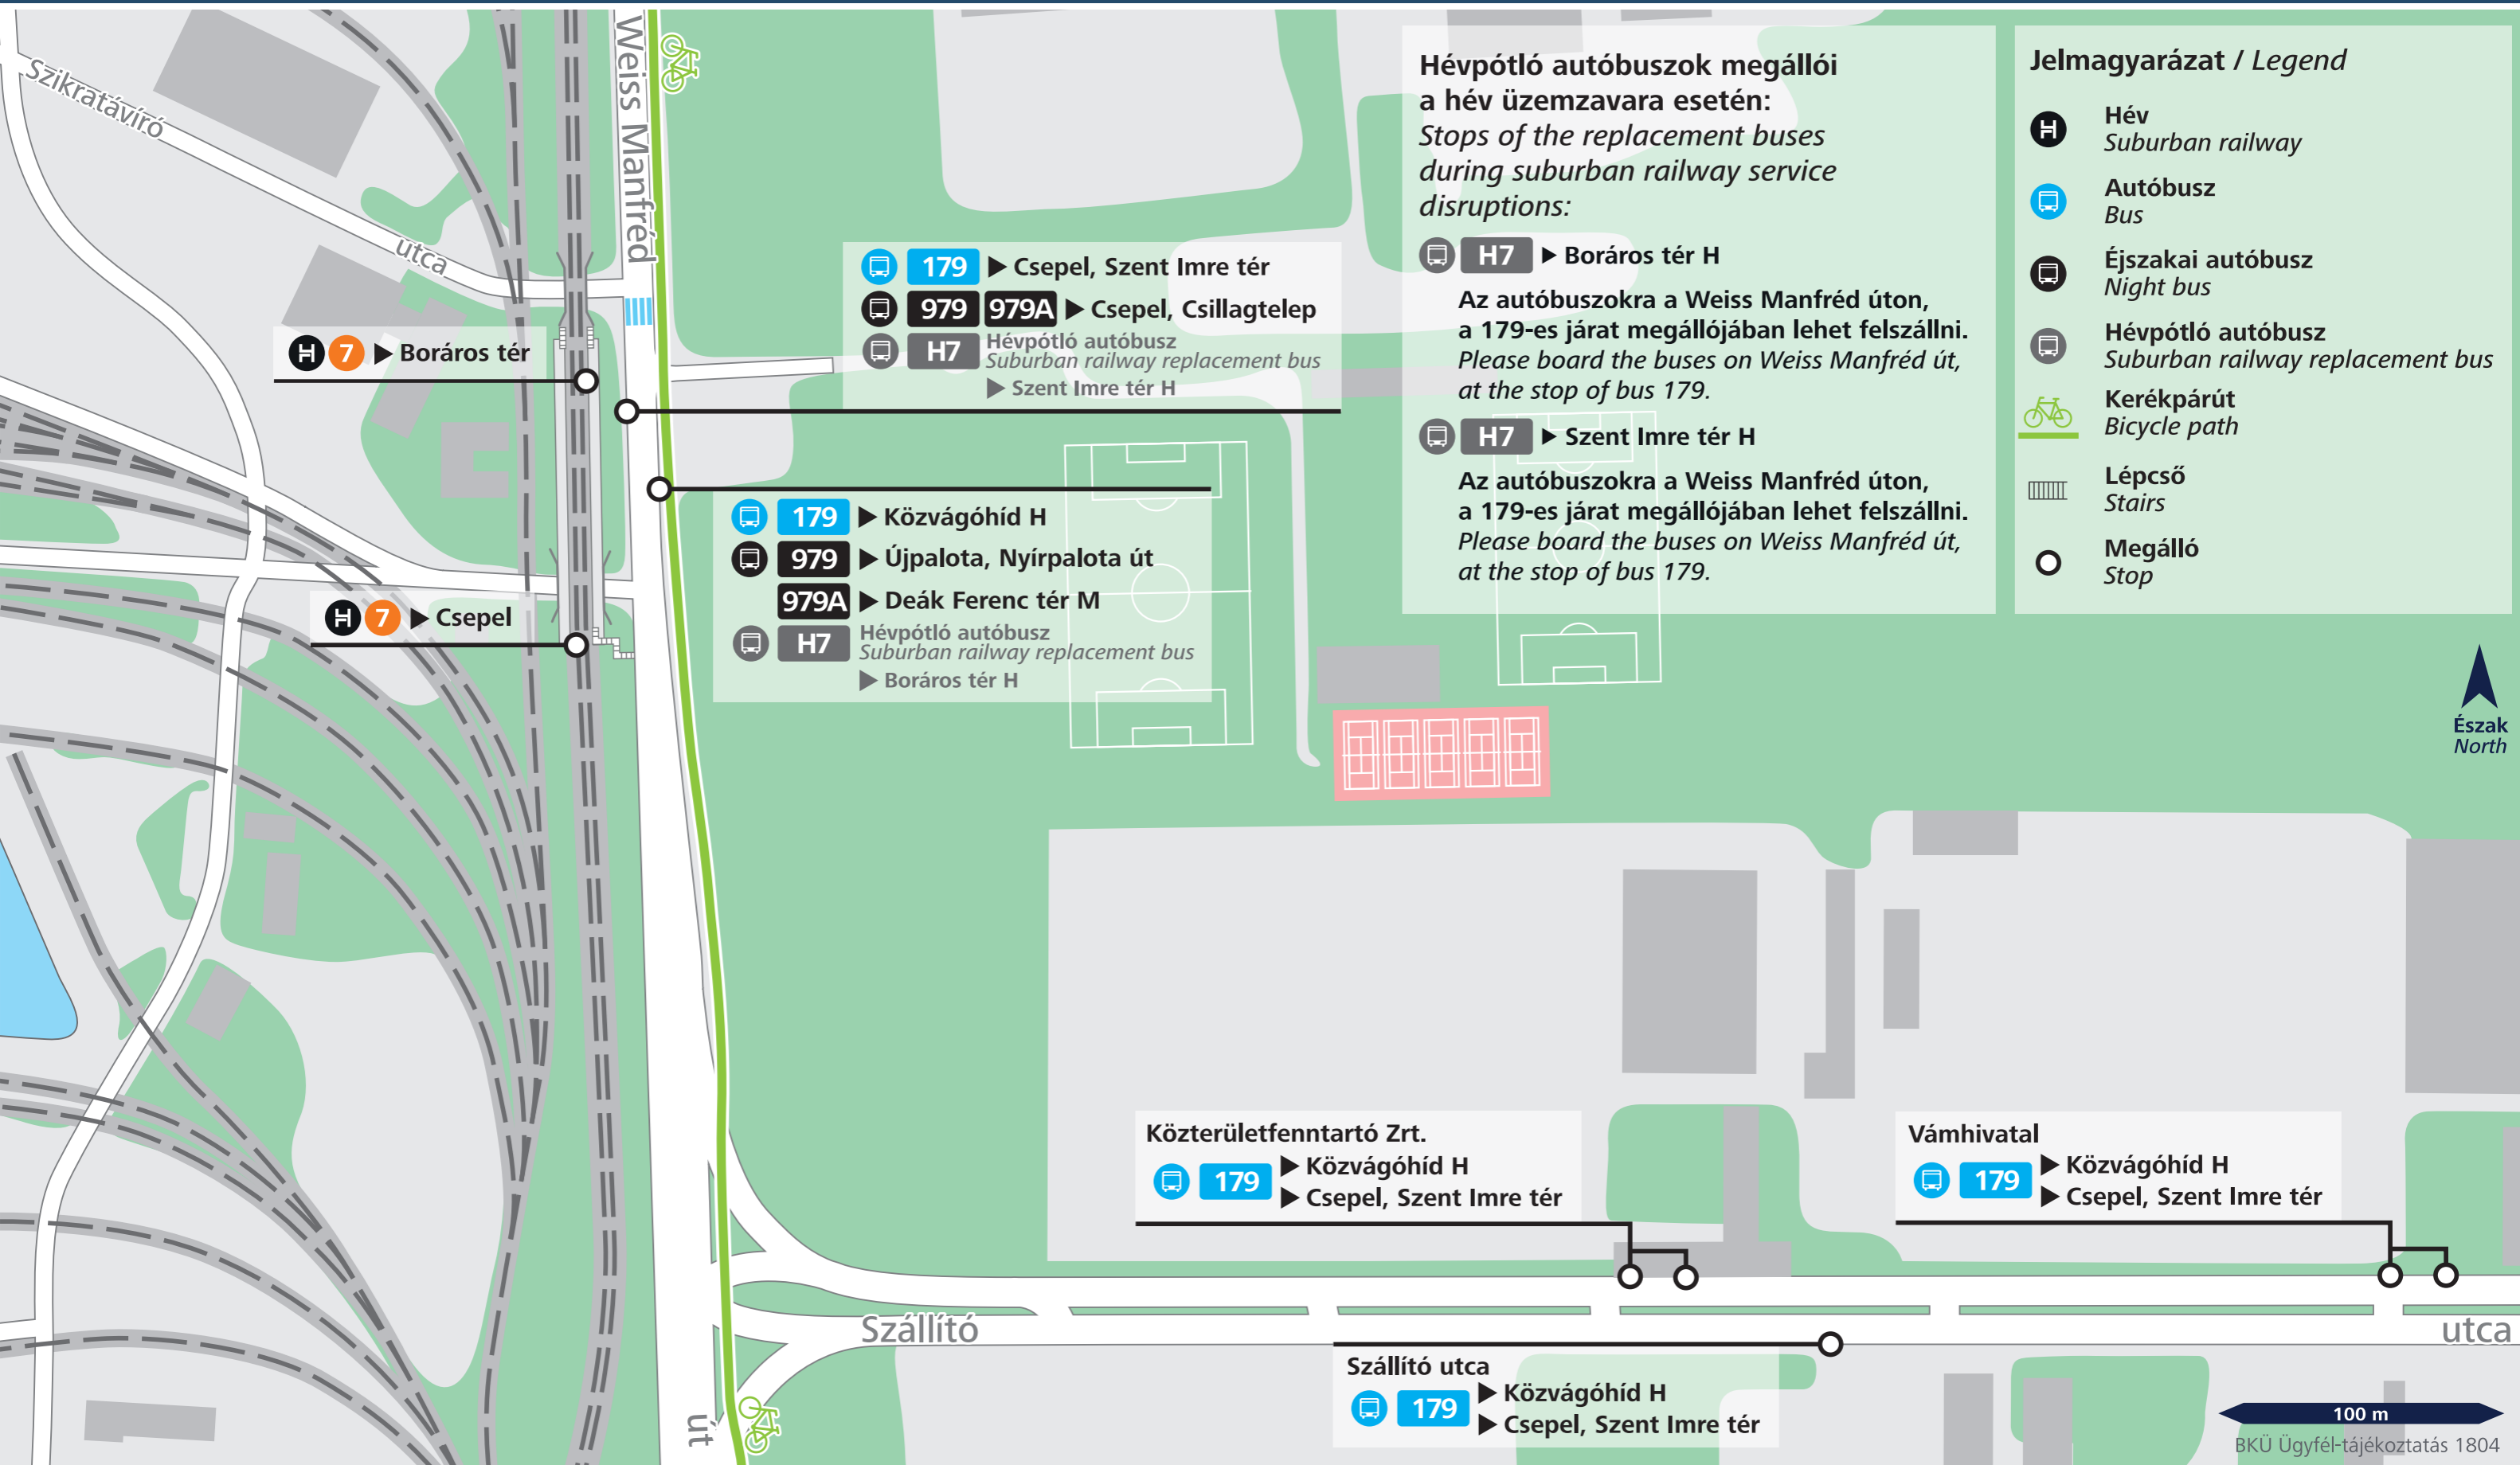 Szikratáviró
utca
Weiss Manfréd
H 7 ▶ Boráros tér
179 ▶ Csepel, Szent Imre tér
979 979A ▶ Csepel, Csillagtelep
H7 Hévpótló autóbusz
Suburban railway replacement bus
▶ Szent Imre tér H
179 ▶ Közvágóhíd H
979 ▶ Újpalota, Nyírpalota út
979A ▶ Deák Ferenc tér M
H7 Hévpótló autóbusz
Suburban railway replacement bus
▶ Boráros tér H
H 7 ▶ Csepel
Hévpótló autóbuszok megállói
a hév üzemzavara esetén:
Stops of the replacement buses
during suburban railway service
disruptions:
H7 ▶ Boráros tér H
Az autóbuszokra a Weiss Manfréd úton,
a 179-es járat megállójában lehet felszállni.
Please board the buses on Weiss Manfréd út,
at the stop of bus 179.
H7 ▶ Szent Imre tér H
Az autóbuszokra a Weiss Manfréd úton,
a 179-es járat megállójában lehet felszállni.
Please board the buses on Weiss Manfréd út,
at the stop of bus 179.
Jelmagyarázat / Legend
H Hév
Suburban railway
Autóbusz
Bus
Éjszakai autóbusz
Night bus
Hévpótló autóbusz
Suburban railway replacement bus
Kerékpárút
Bicycle path
Lépcső
Stairs
Megálló
Stop
Észak
North
Közterületfenntartó Zrt.
179 ▶ Közvágóhíd H
▶ Csepel, Szent Imre tér
Vámhivatal
179 ▶ Közvágóhíd H
▶ Csepel, Szent Imre tér
Szállító
utca
Szállító utca
179 ▶ Közvágóhíd H
▶ Csepel, Szent Imre tér
út
100 m
BKÜ Ügyfél-tájékoztatás 1804